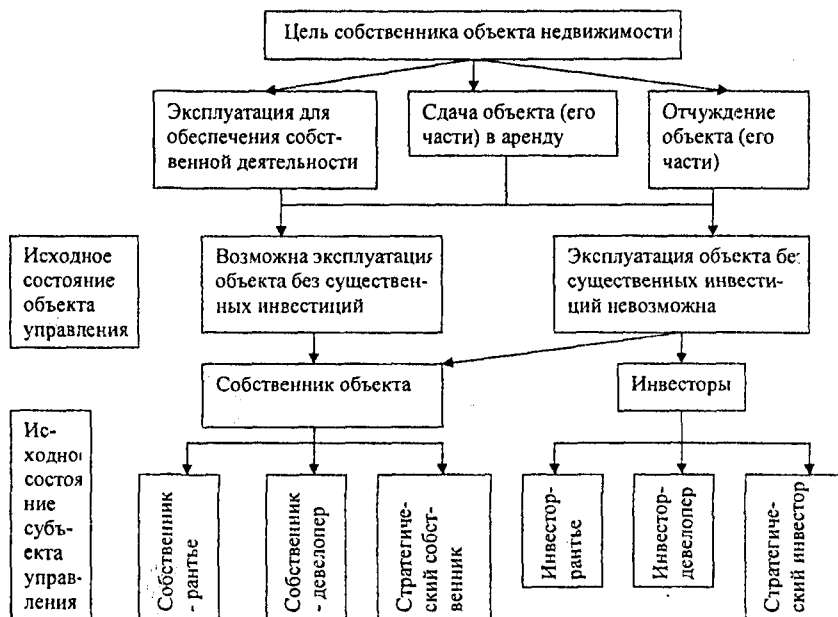 Цель собственника объекта недвижимости
Эксплуатация для
обеспечения собст-
венной деятельности
Сдача объекта (его
части) в аренду
Отчуждение
объекта (его
части)
Исходное
состояние
объекта
управления
Возможна эксплуатация
объекта без существен-
ных инвестиций
Эксплуатация объекта бе
существенных инвести-
ций невозможна
Собственник объекта
Инвесторы
Ис-
ходно
состоя
ние
субъ-
екта
управ-
ления
Собственник
- рантье
Собственник
- девелопер
Стратегиче-
ский собст-
венник
Инвестор-
рантье
Инвестор-
девелопер
Стратегиче-
ский инвестор